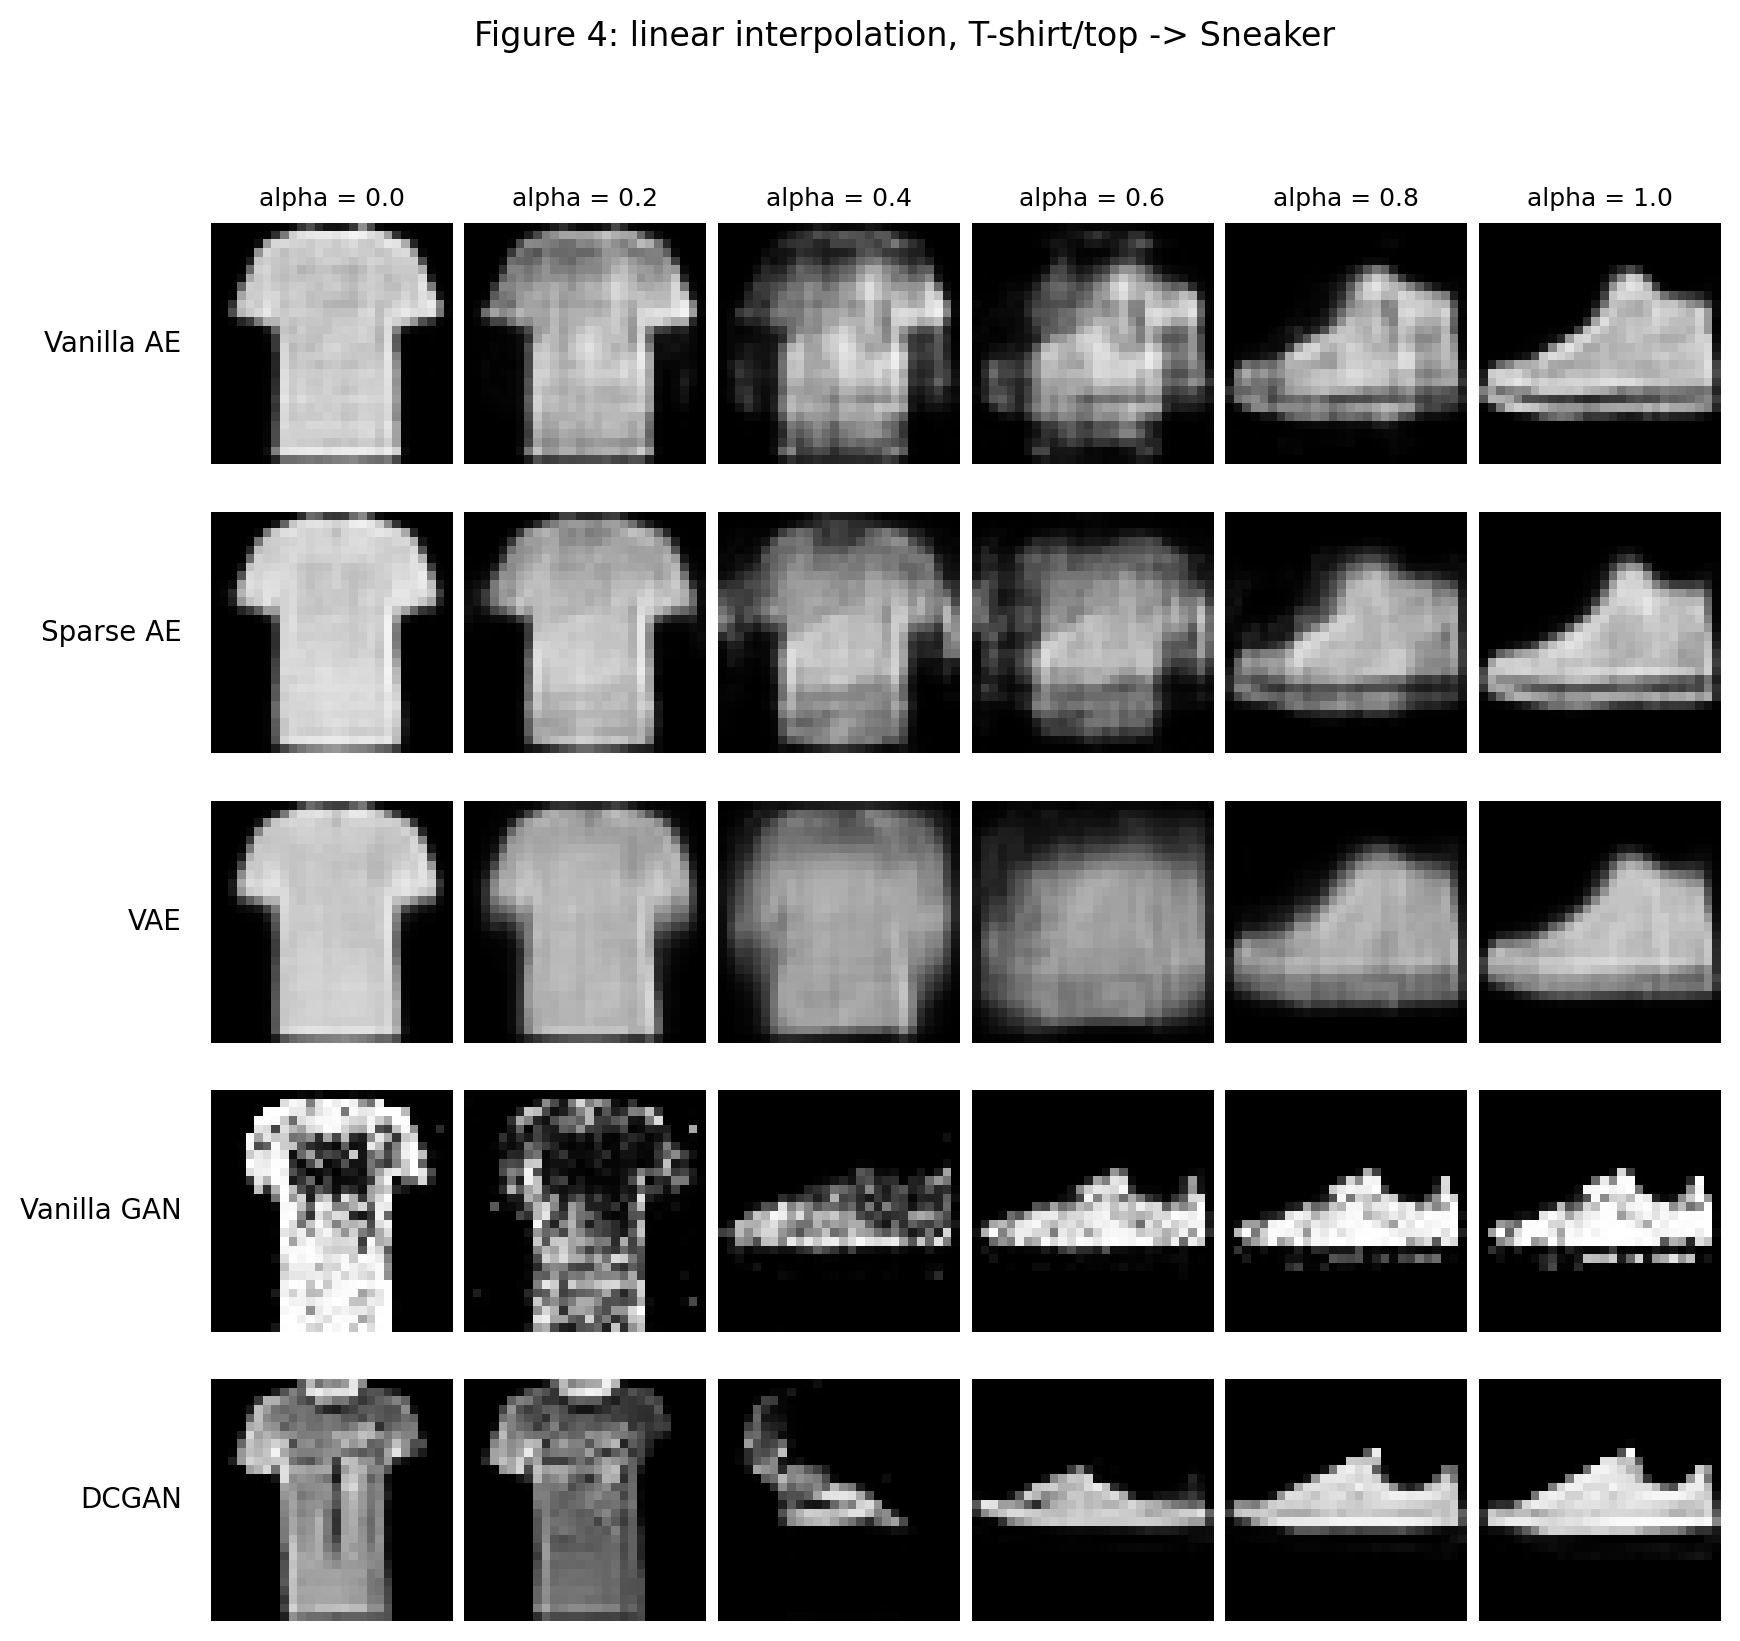 Figure 4: linear interpolation, T-shirt/top -> Sneaker
alpha = 0.0 alpha = 0.2 alpha = 0.4 alpha = 0.6 alpha = 0.8 alpha = 1.0
Vanilla AE
Sparse AE
VAE
Vanilla GAN
DCGAN